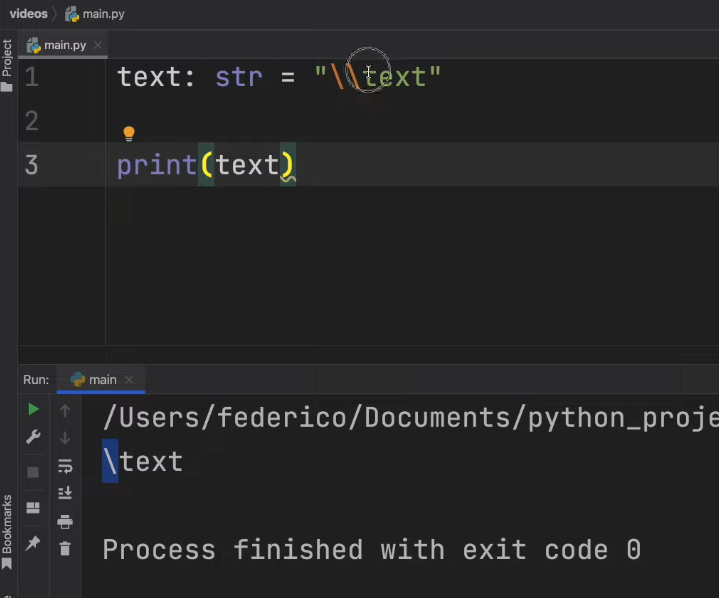 videos main.py
main.py
Project
1 text: str = "\\text"
2
3 print(text)
Run: main
/Users/federico/Documents/python_proje
\text
Process finished with exit code 0
Bookmarks